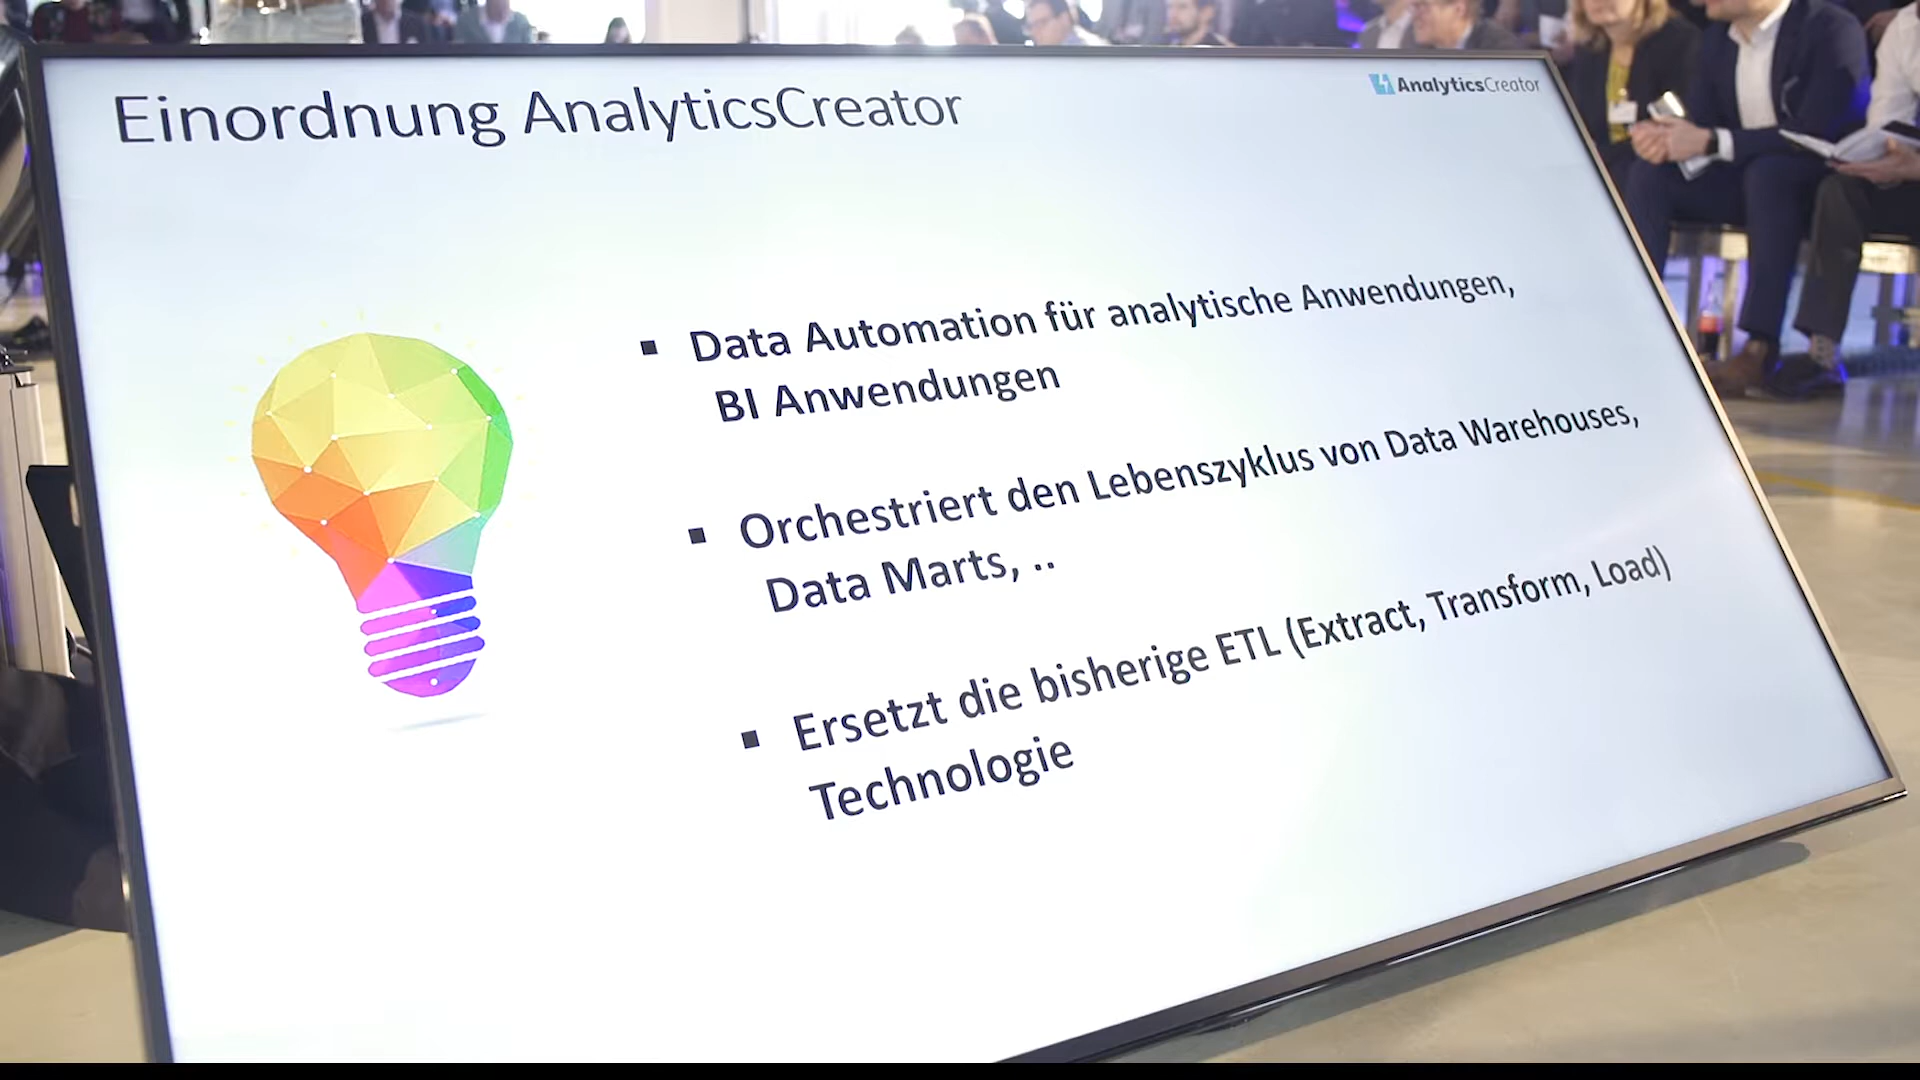 Einordnung AnalyticsCreator
AnalyticsCreator
▪ Data Automation für analytische Anwendungen,
BI Anwendungen
▪ Orchestriert den Lebenszyklus von Data Warehouses,
Data Marts, ..
▪ Ersetzt die bisherige ETL (Extract, Transform, Load)
Technologie